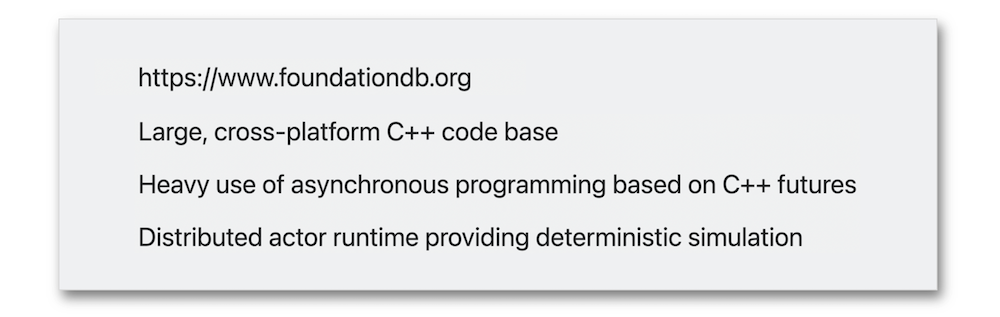 https://www.foundationdb.org
Large, cross-platform C++ code base
Heavy use of asynchronous programming based on C++ futures
Distributed actor runtime providing deterministic simulation